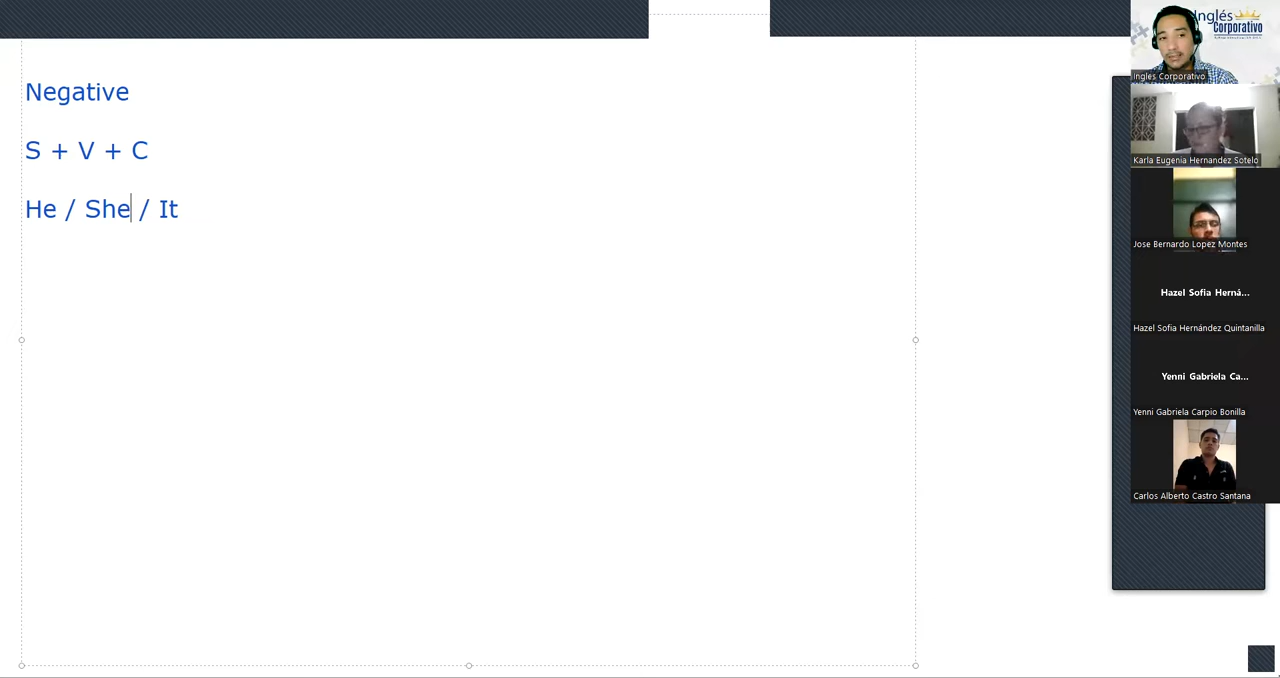 Negative
S + V + C
He / She / It
Inglés
Corporativo
Ingles Corporativo
Karla Eugenia Hernandez Sotelo
Jose Bernardo Lopez Montes
Hazel Sofia Herná...
Hazel Sofia Hernández Quintanilla
Yenni Gabriela Ca...
Yenni Gabriela Carpio Bonilla
Carlos Alberto Castro Santana